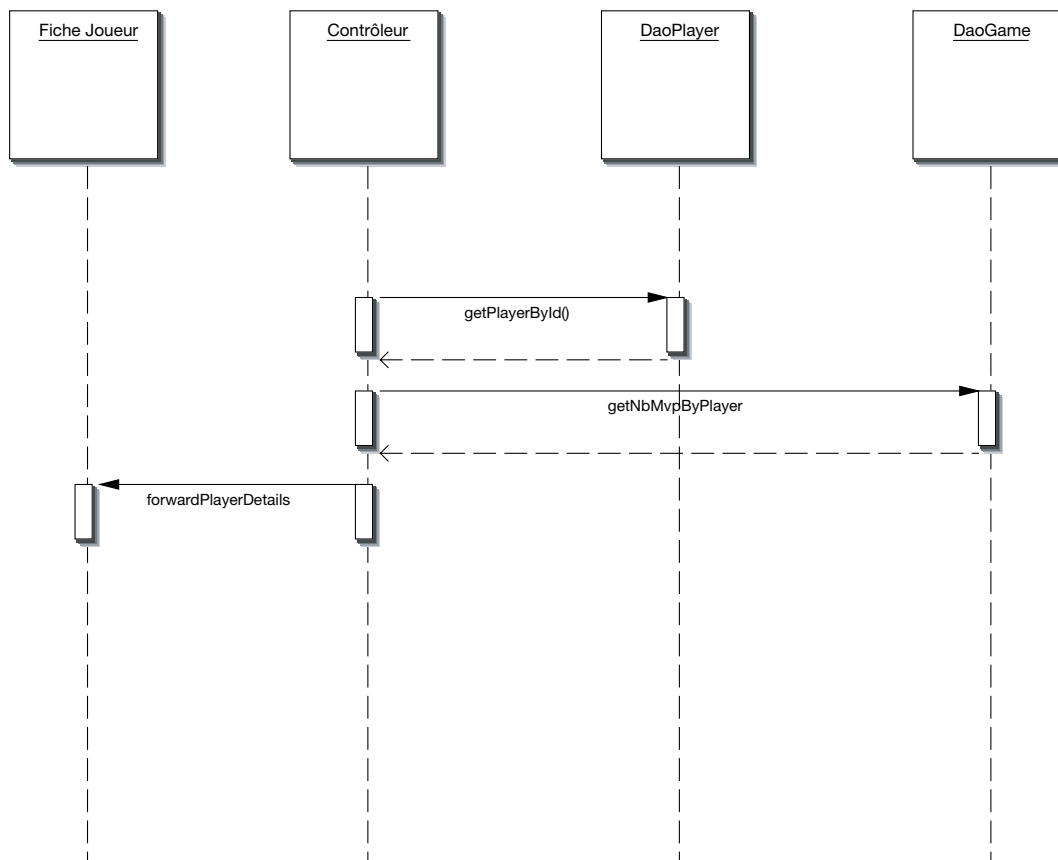 Fiche Joueur
Contrôleur
DaoPlayer
DaoGame
getPlayerById()
getNbMvpByPlayer
forwardPlayerDetails